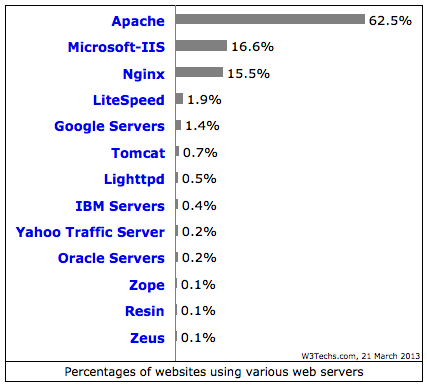 Apache 62.5%
Microsoft-IIS 16.6%
Nginx 15.5%
LiteSpeed 1.9%
Google Servers 1.4%
Tomcat 0.7%
Lighttpd 0.5%
IBM Servers 0.4%
Yahoo Traffic Server 0.2%
Oracle Servers 0.2%
Zope 0.1%
Resin 0.1%
Zeus 0.1%
W3Techs.com, 21 March 2013
Percentages of websites using various web servers